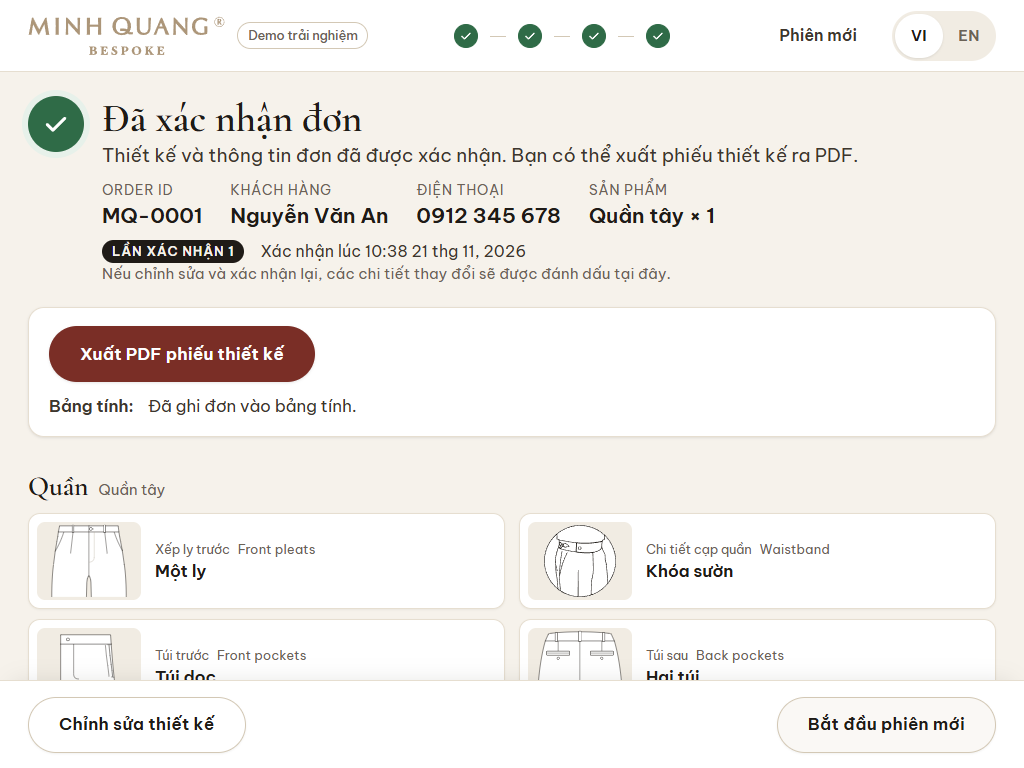 MINH QUANG®
BESPOKE
Demo trải nghiệm
Phiên mới
VI
EN
Đã xác nhận đơn
Thiết kế và thông tin đơn đã được xác nhận. Bạn có thể xuất phiếu thiết kế ra PDF.
ORDER ID
MQ-0001
KHÁCH HÀNG
Nguyễn Văn An
ĐIỆN THOẠI
0912 345 678
SẢN PHẨM
Quần tây × 1
LẦN XÁC NHẬN 1
Xác nhận lúc 10:38 21 thg 11, 2026
Nếu chỉnh sửa và xác nhận lại, các chi tiết thay đổi sẽ được đánh dấu tại đây.
Xuất PDF phiếu thiết kế
Bảng tính: Đã ghi đơn vào bảng tính.
Quần Quần tây
Xếp ly trước Front pleats
Một ly
Chi tiết cạp quần Waistband
Khóa sườn
Túi trước Front pockets
Túi dọc
Túi sau Back pockets
Hai túi
Chỉnh sửa thiết kế
Bắt đầu phiên mới